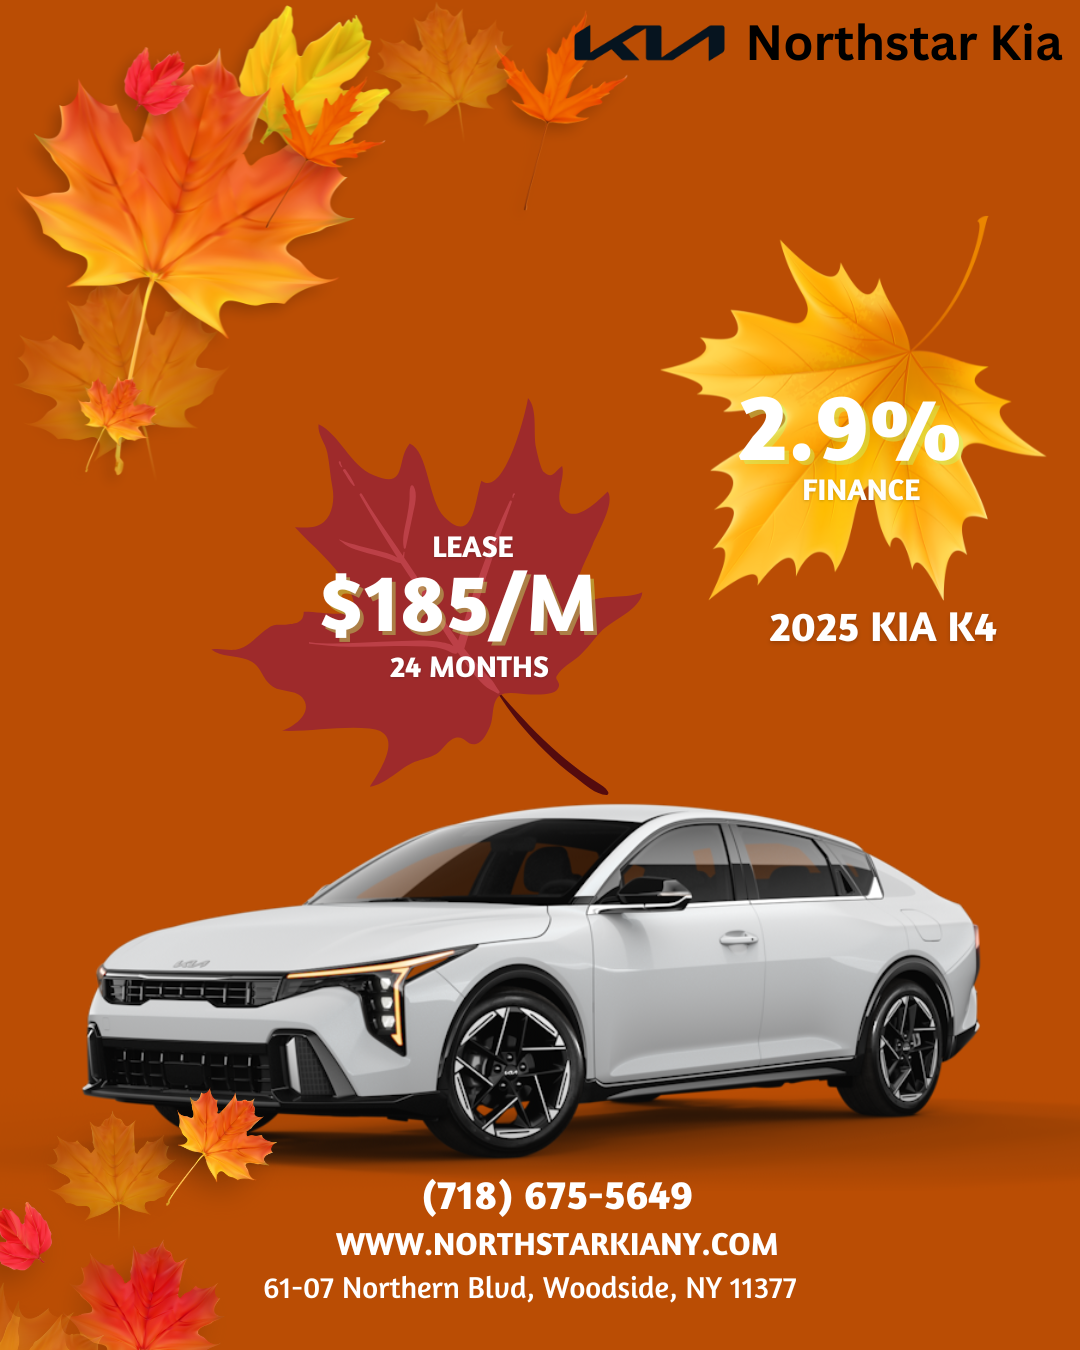 KIA Northstar Kia
2.9%
FINANCE
LEASE
$185/M
24 MONTHS
2025 KIA K4
(718) 675-5649
WWW.NORTHSTARKIANY.COM
61-07 Northern Blvd, Woodside, NY 11377